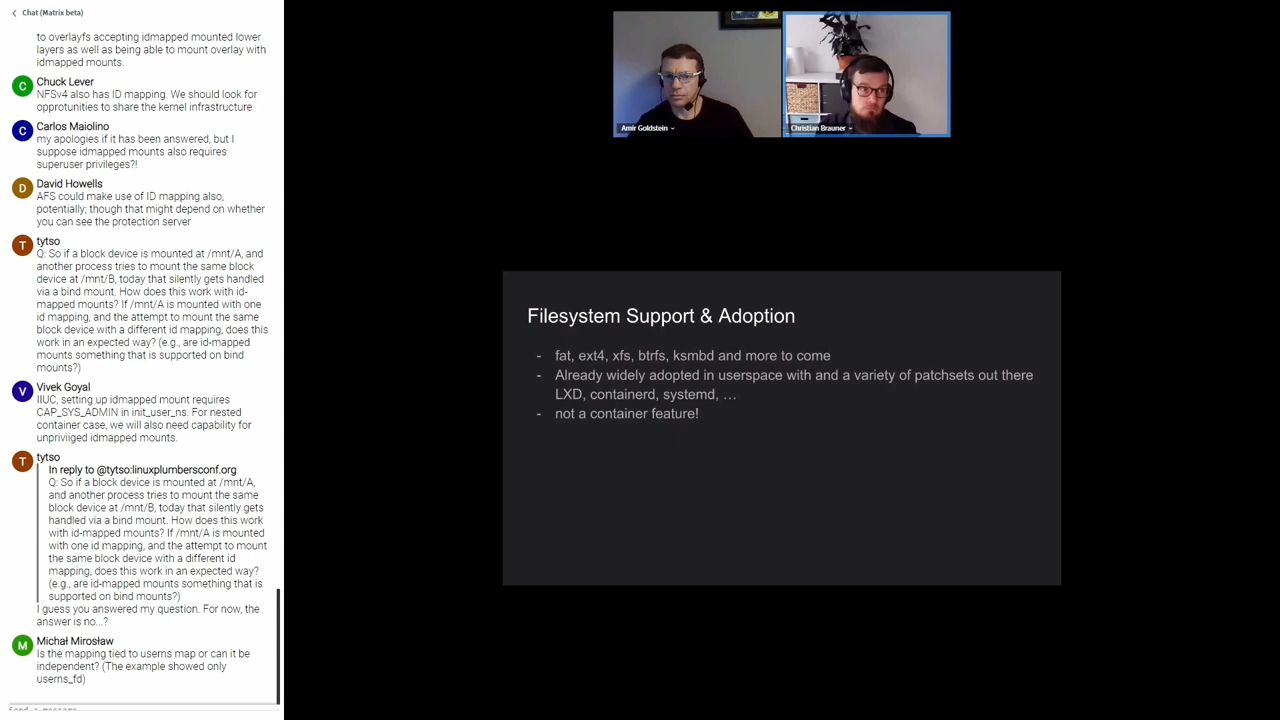 Chat (Matrix beta)
to overlayfs accepting idmapped mounted lower
layers as well as being able to mount overlay with
idmapped mounts.
C
Chuck Lever
NFSv4 also has ID mapping. We should look for
opprotunities to share the kernel infrastructure
C
Carlos Maiolino
my apologies if it has been answered, but I
suppose idmapped mounts also requires
superuser privileges?!
D
David Howells
AFS could make use of ID mapping also,
potentially; though that might depend on whether
you can see the protection server
T
tytso
Q: So if a block device is mounted at /mnt/A, and
another process tries to mount the same block
device at /mnt/B, today that silently gets handled
via a bind mount. How does this work with id-
mapped mounts? If /mnt/A is mounted with one
id mapping, and the attempt to mount the same
block device with a different id mapping, does this
work in an expected way? (e.g., are id-mapped
mounts something that is supported on bind
mounts?)
V
Vivek Goyal
IIUC, setting up idmapped mount requires
CAP_SYS_ADMIN in init_user_ns. For nested
container case, we will also need capability for
unpriviiged idmapped mounts.
T
tytso
In reply to @tytso:linuxplumbersconf.org
Q: So if a block device is mounted at /mnt/A,
and another process tries to mount the same
block device at /mnt/B, today that silently gets
handled via a bind mount. How does this work
with id-mapped mounts? If /mnt/A is mounted
with one id mapping, and the attempt to mount
the same block device with a different id
mapping, does this work in an expected way?
(e.g., are id-mapped mounts something that is
supported on bind mounts?)
I guess you answered my question. For now, the
answer is no...?
M
Michał Mirosław
Is the mapping tied to userns map or can it be
independent? (The example showed only
userns_fd)
Send a message
Amir Goldstein
Christian Brauner
Filesystem Support & Adoption
- fat, ext4, xfs, btrfs, ksmbd and more to come
- Already widely adopted in userspace with and a variety of patchsets out there
LXD, containerd, systemd, …
- not a container feature!